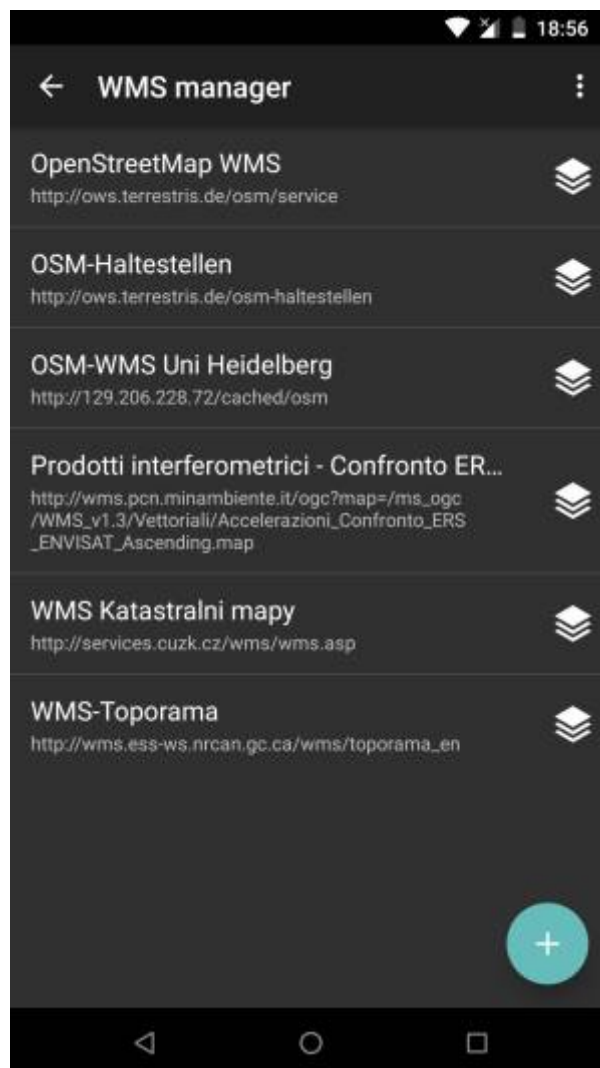 18:56
WMS manager
OpenStreetMap WMS
http://ows.terrestris.de/osm/service
OSM-Haltestellen
http://ows.terrestris.de/osm-haltestellen
OSM-WMS Uni Heidelberg
http://129.206.228.72/cached/osm
Prodotti interferometrici - Confronto ER...
http://wms.pcn.minambiente.it/ogc?map=/ms_ogc
/WMS_v1.3/Vettoriali/Accelerazioni_Confronto_ERS
_ENVISAT_Ascending.map
WMS Katastralni mapy
http://services.cuzk.cz/wms/wms.asp
WMS-Toporama
http://wms.ess-ws.nrcan.gc.ca/wms/toporama_en